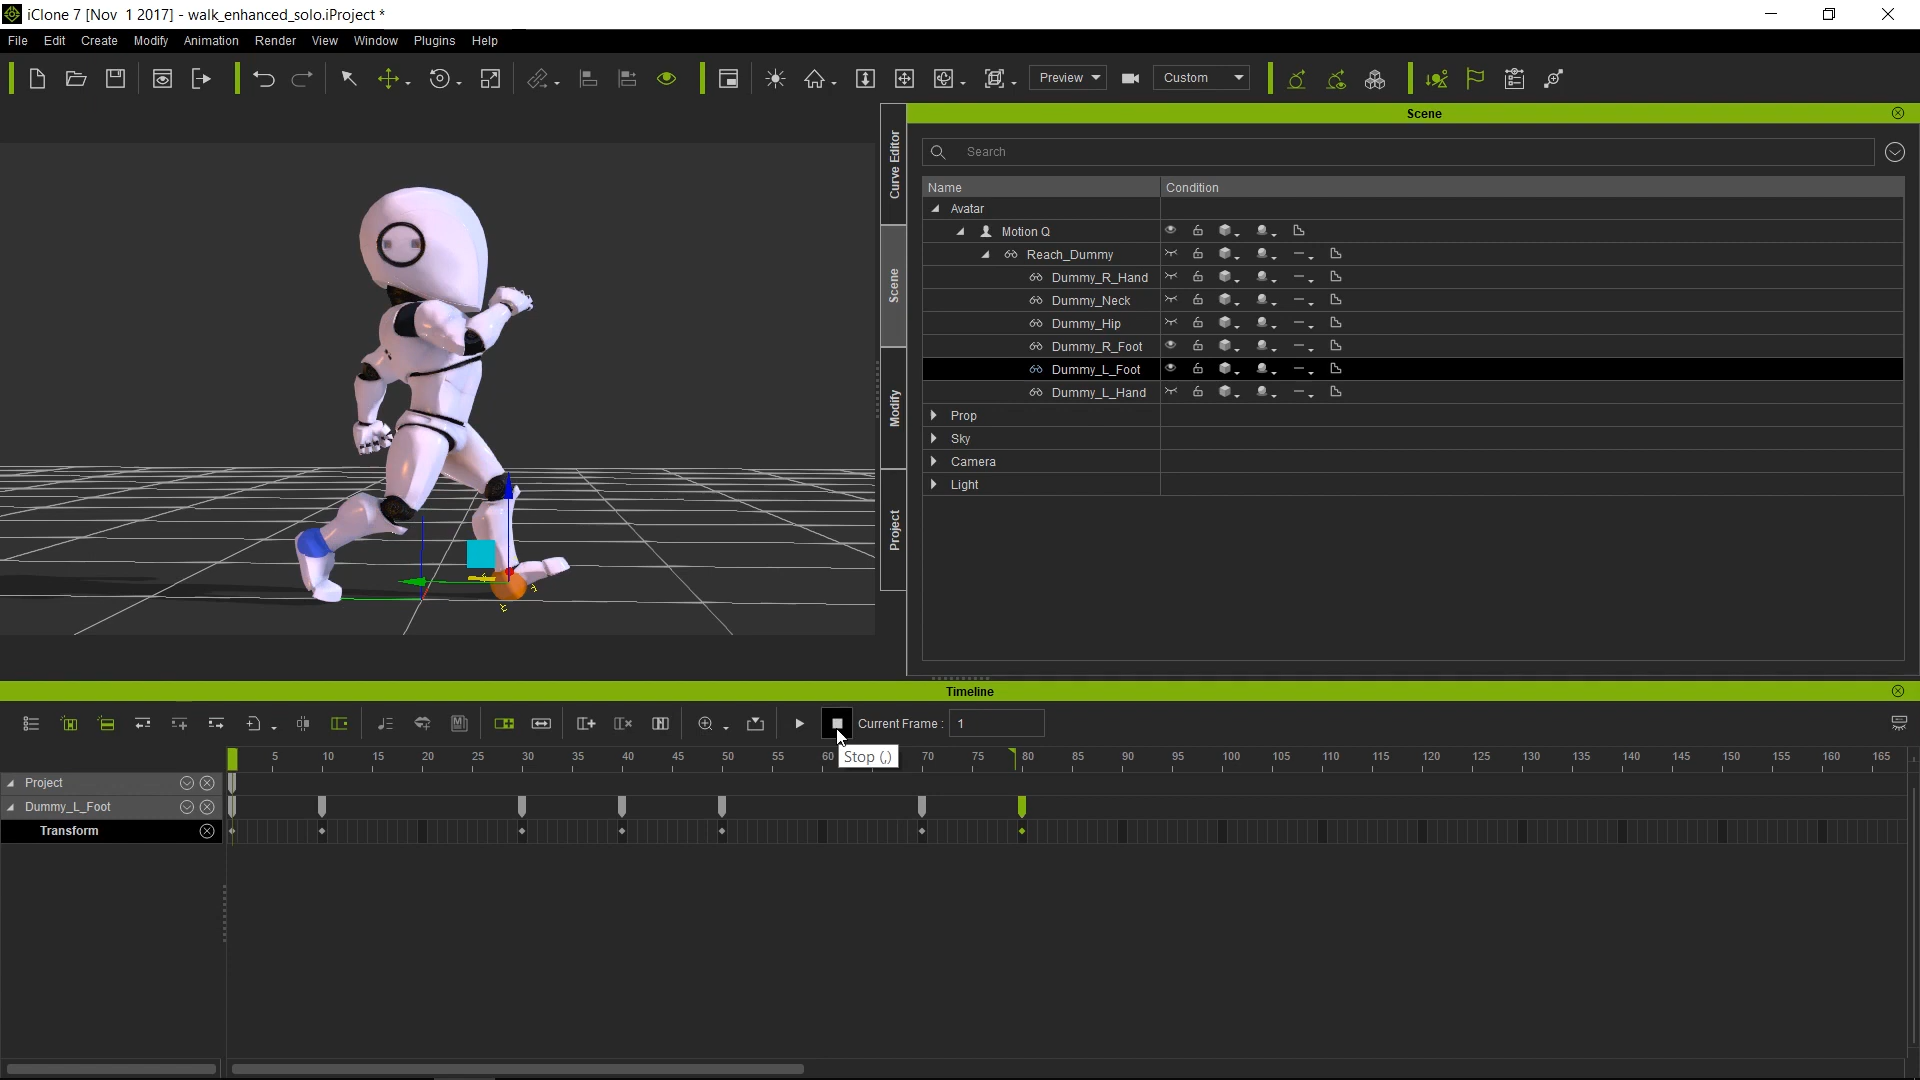 iClone 7 [Nov  1 2017] - walk_enhanced_solo.iProject *
File Edit Create Modify Animation Render View Window Plugins Help
Preview Custom
Scene
Search
Name Condition
Avatar
Motion Q
Reach_Dummy
Dummy_R_Hand
Dummy_Neck
Dummy_Hip
Dummy_R_Foot
Dummy_L_Foot
Dummy_L_Hand
Prop
Sky
Camera
Light
Curve Editor
Scene
Modify
Project
Timeline
Current Frame : 1
Stop (,)
5 10 15 20 25 30 35 40 45 50 55 60 70 75 80 85 90 95 100 105 110 115 120 125 130 135 140 145 150 155 160 165
Project
Dummy_L_Foot
Transform